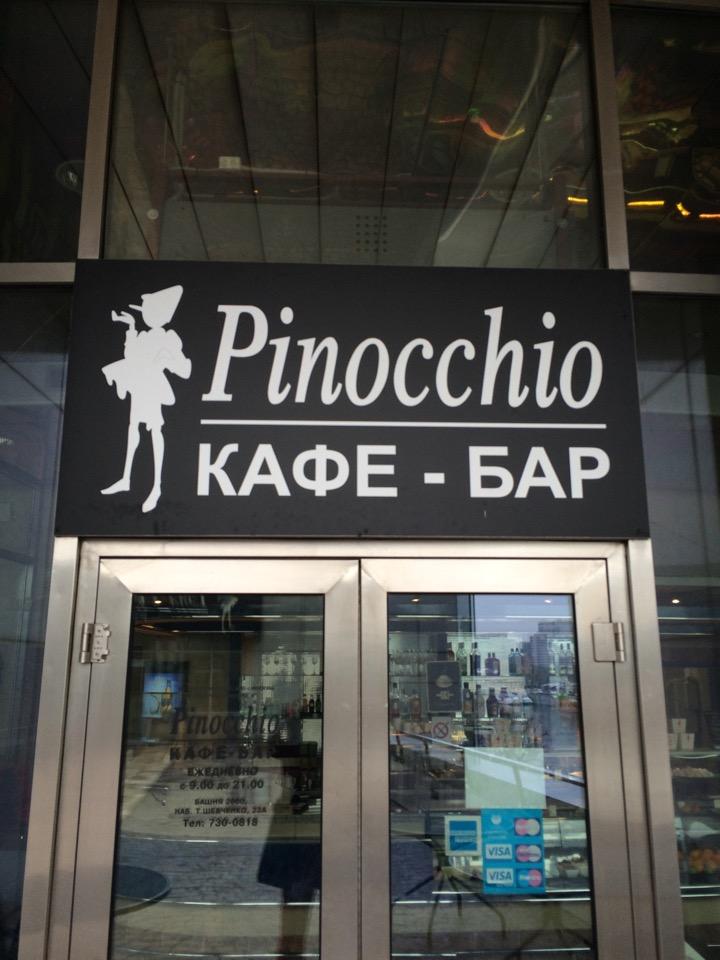 Pinocchio
КАФЕ - БАР
Pinocchio
КАФЕ-БАР
ЕЖЕДНЕВНО
с 9.00 до 21.00
БАШНЯ 2000,
НАБ. Т.ШЕВЧЕНКО, 23А
Тел: 730-0818
VISA
VISA